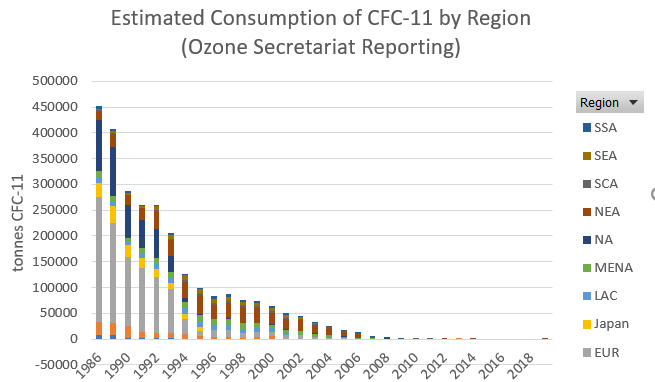 Estimated Consumption of CFC-11 by Region
(Ozone Secretariat Reporting)
tonnes CFC-11
500000
450000
400000
350000
300000
250000
200000
150000
100000
50000
0
-50000
1986
1990
1992
1994
1996
1998
2000
2002
2004
2006
2008
2010
2012
2014
2016
2018
Region
SSA
SEA
SCA
NEA
NA
MENA
LAC
Japan
EUR